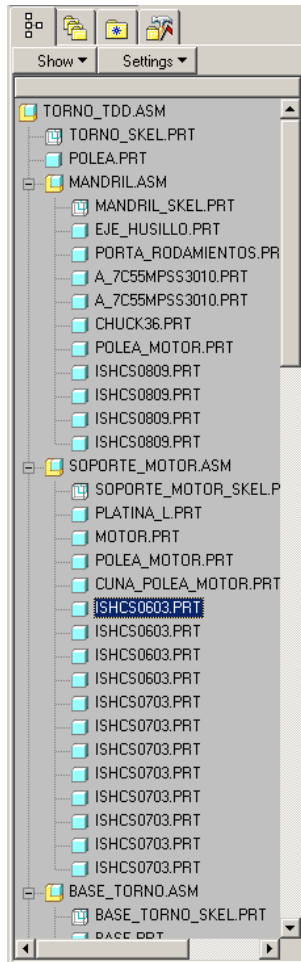 Show
Settings
TORNO_TDD.ASM
TORNO_SKEL.PRT
POLEA.PRT
MANDRIL.ASM
MANDRIL_SKEL.PRT
EJE_HUSILLO.PRT
PORTA_RODAMIENTOS.PR
A_7C55MPSS3010.PRT
A_7C55MPSS3010.PRT
CHUCK36.PRT
POLEA_MOTOR.PRT
ISHCS0809.PRT
ISHCS0809.PRT
ISHCS0809.PRT
ISHCS0809.PRT
SOPORTE_MOTOR.ASM
SOPORTE_MOTOR_SKEL.P
PLATINA_L.PRT
MOTOR.PRT
POLEA_MOTOR.PRT
CUNA_POLEA_MOTOR.PRT
ISHCS0603.PRT
ISHCS0603.PRT
ISHCS0603.PRT
ISHCS0603.PRT
ISHCS0703.PRT
ISHCS0703.PRT
ISHCS0703.PRT
ISHCS0703.PRT
ISHCS0703.PRT
ISHCS0703.PRT
ISHCS0703.PRT
ISHCS0703.PRT
BASE_TORNO.ASM
BASE_TORNO_SKEL.PRT
BASE.PRT